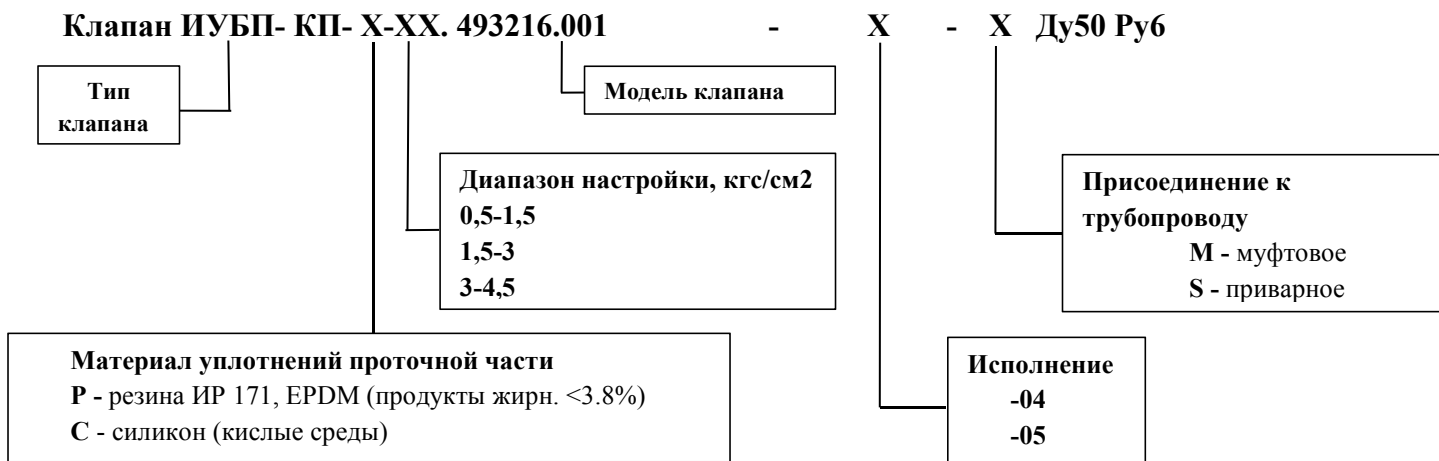 Клапан ИУБП- КП- Х-ХХ. 493216.001 - Х - Х Ду50 Ру6
Тип
клапана
Модель клапана
Диапазон настройки, кгс/см2
0,5-1,5
1,5-3
3-4,5
Присоединение к
трубопроводу
М - муфтовое
S - приварное
Материал уплотнений проточной части
Р - резина ИР 171, EPDM (продукты жирн. <3.8%)
С - силикон (кислые среды)
Исполнение
-04
-05